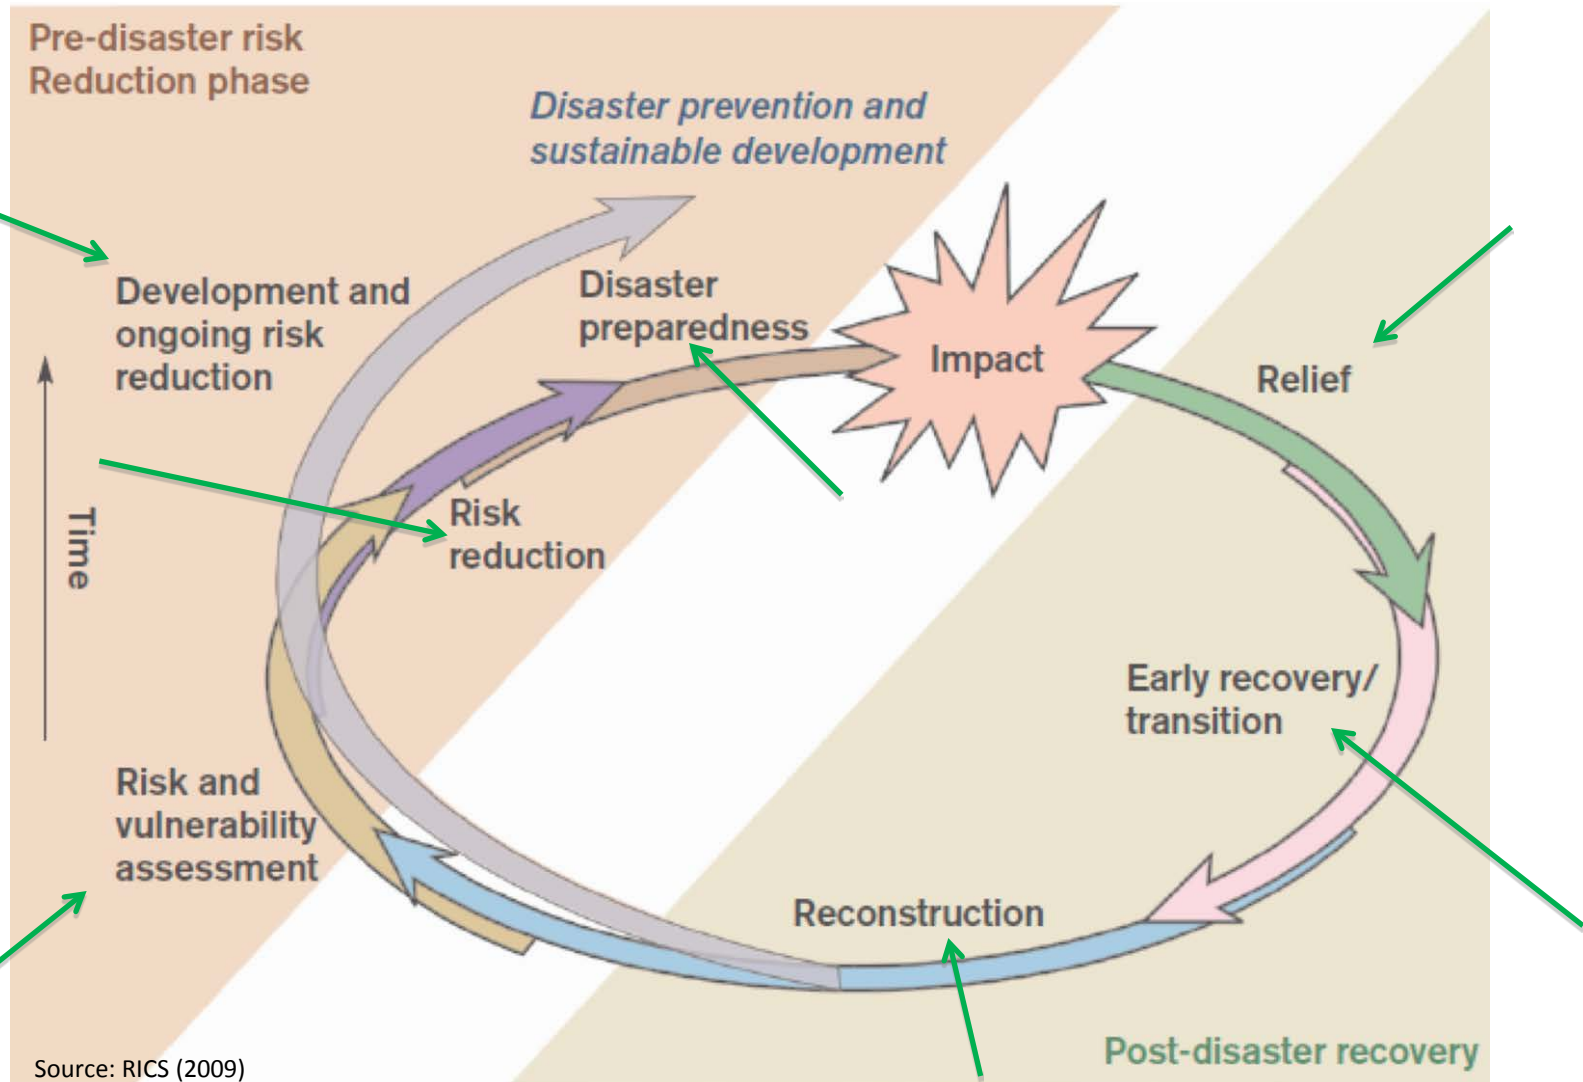 Pre-disaster risk
Reduction phase
Disaster prevention and
sustainable development
Development and
ongoing risk
reduction
Disaster
preparedness
Impact
Relief
Time
Risk
reduction
Early recovery/
transition
Risk and
vulnerability
assessment
Reconstruction
Post-disaster recovery
Source: RICS (2009)